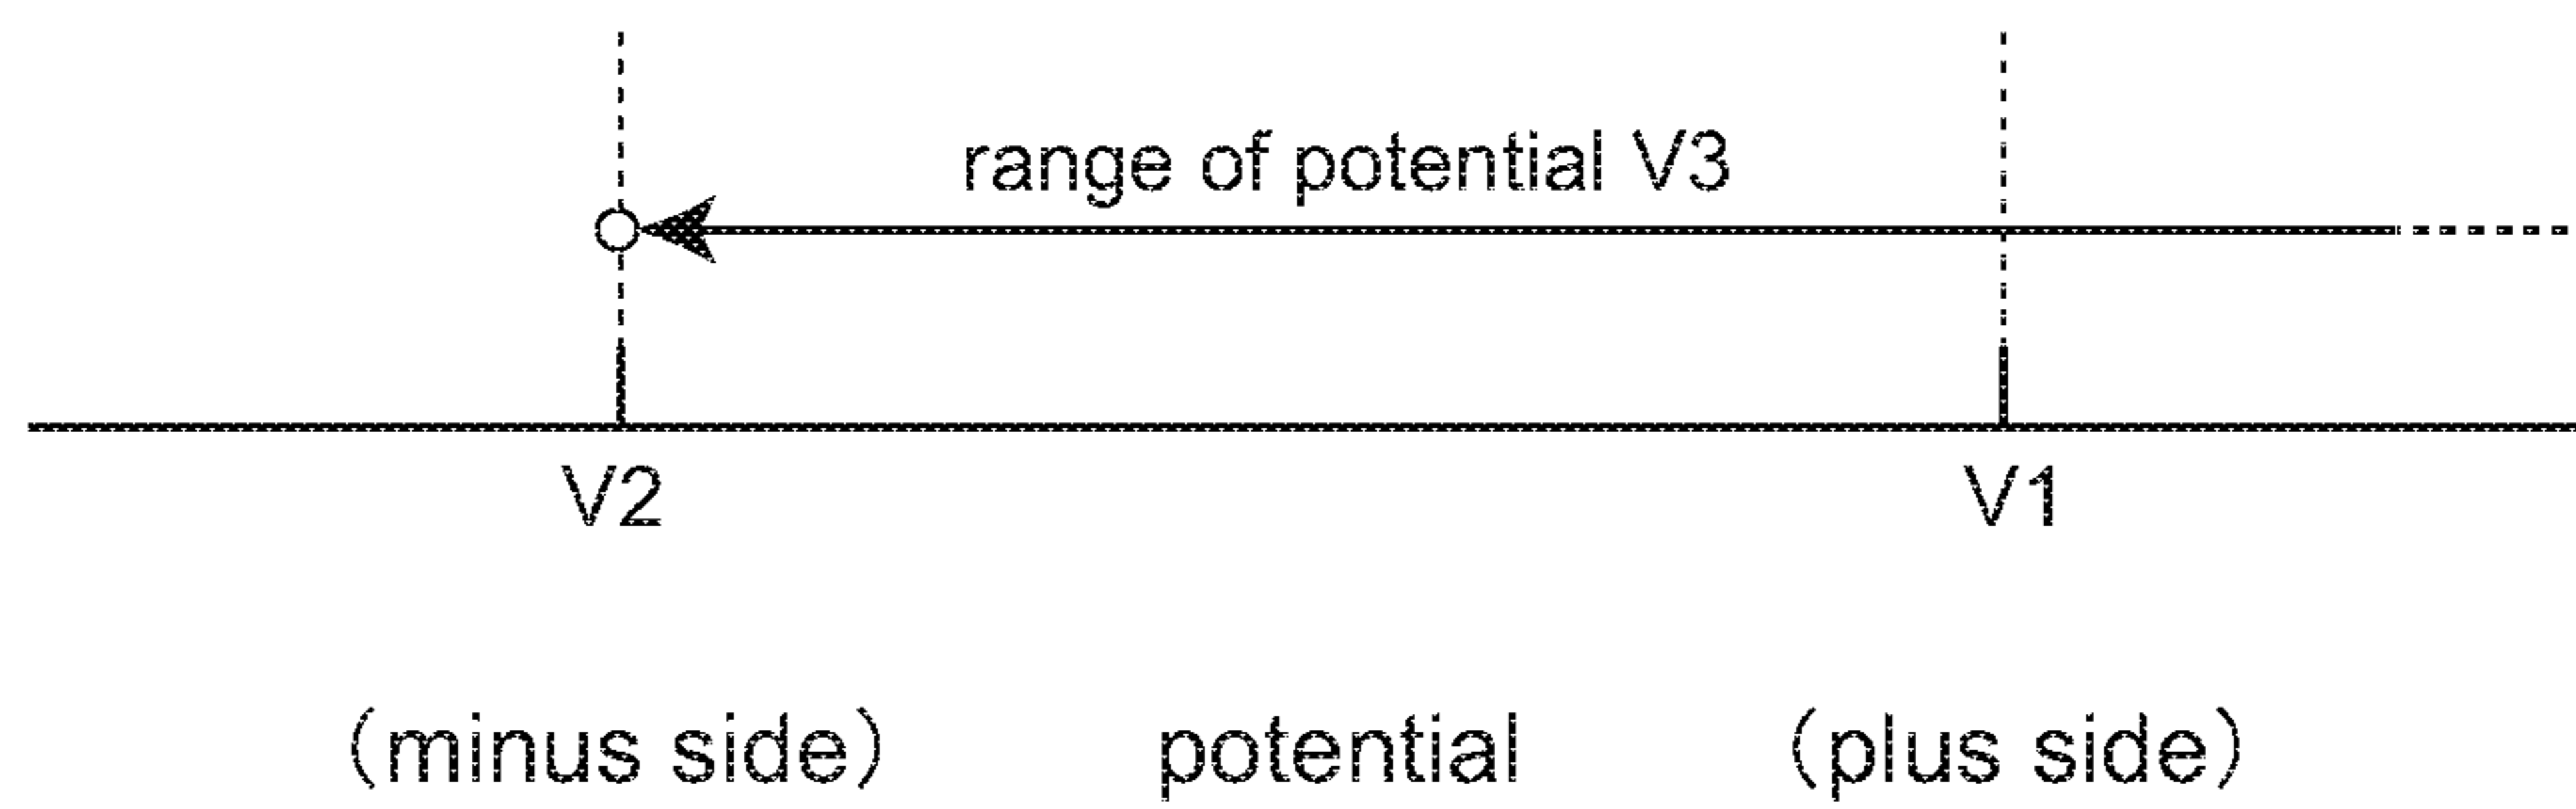 range of potential V3
V2 V1
(minus side) potential (plus side)